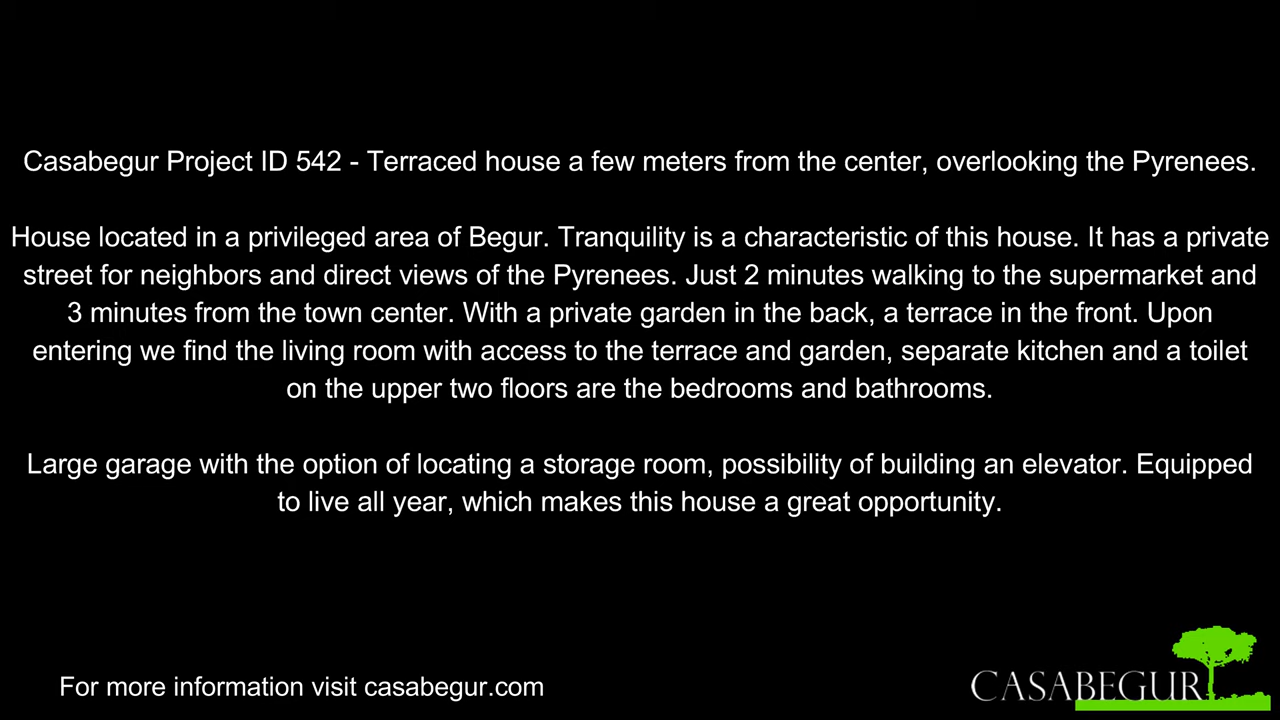 Casabegur Project ID 542 - Terraced house a few meters from the center, overlooking the Pyrenees.
House located in a privileged area of Begur. Tranquility is a characteristic of this house. It has a private
street for neighbors and direct views of the Pyrenees. Just 2 minutes walking to the supermarket and
3 minutes from the town center. With a private garden in the back, a terrace in the front. Upon
entering we find the living room with access to the terrace and garden, separate kitchen and a toilet
on the upper two floors are the bedrooms and bathrooms.
Large garage with the option of locating a storage room, possibility of building an elevator. Equipped
to live all year, which makes this house a great opportunity.
For more information visit casabegur.com
CASABEGUR